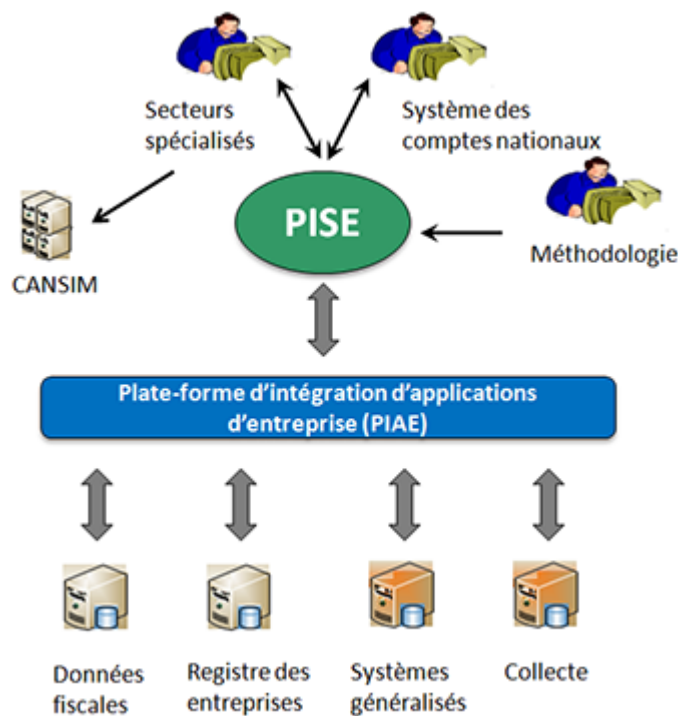 Secteurs
spécialisés
Système des
comptes nationaux
PISE
Méthodologie
CANSIM
Plate-forme d'intégration d'applications
d'entreprise (PIAE)
Données
fiscales
Registre des
entreprises
Systèmes
généralisés
Collecte